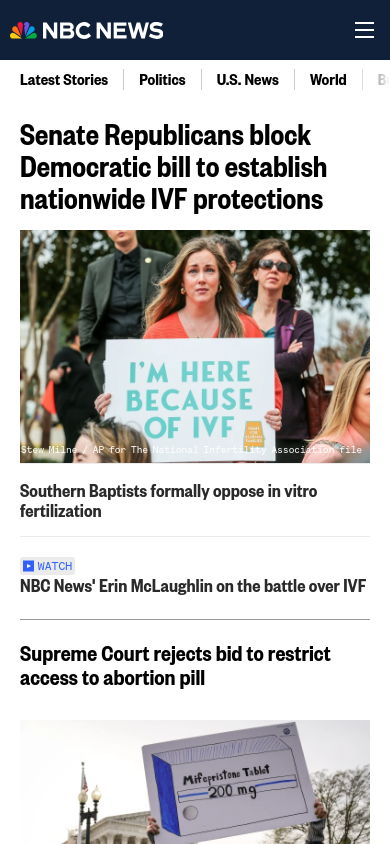 NBC NEWS
Latest Stories
Politics
U.S. News
World
Senate Republicans block
Democratic bill to establish
nationwide IVF protections
I'M HERE
BECAUSE
OF IVF
Stew Milne / AP for The National Infertility Association file
Southern Baptists formally oppose in vitro
fertilization
WATCH
NBC News' Erin McLaughlin on the battle over IVF
Supreme Court rejects bid to restrict
access to abortion pill
Mifepristone Tablet
200 mg